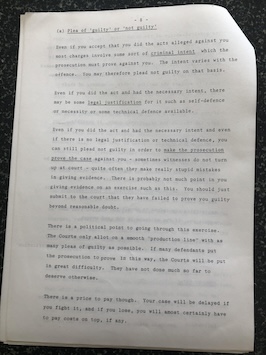 - 3 -
(a) Plea of 'guilty' or 'not guilty'
Even if you accept that you did the acts alleged against you
most charges involve some sort of criminal intent which the
prosecution must prove against you. The intent varies with the
offence. You may therefore plead not guilty on that basis.
Even if you did the act and had the necessary intent, there
may be some legal justification for it such as self-defence
or necessity or some technical defence available.
Even if you did the act and had the necessary intent and even
if there is no legal justification or technical defence, you
can still plead not guilty in order to make the prosecution
prove the case against you - sometimes witnesses do not turn
up at court - quite often they make really stupid mistakes
in giving evidence. There is probably not much point in you
giving evidence on an exercise such as this. You should just
submit to the court that they have failed to prove you guilty
beyond reasonable doubt.
There is a political point to going through this exercise.
The Courts only exist on a smooth 'production line' with as
many pleas of guilty as possible. If many defendants put
the prosecution to prove in this way, the Courts will be put
in great difficulty. They have not done much so far to
deserve otherwise.
There is a price to pay though. Your case will be delayed if
you fight it, and if you lose, you will almost certainly have
to pay costs on top, if any.